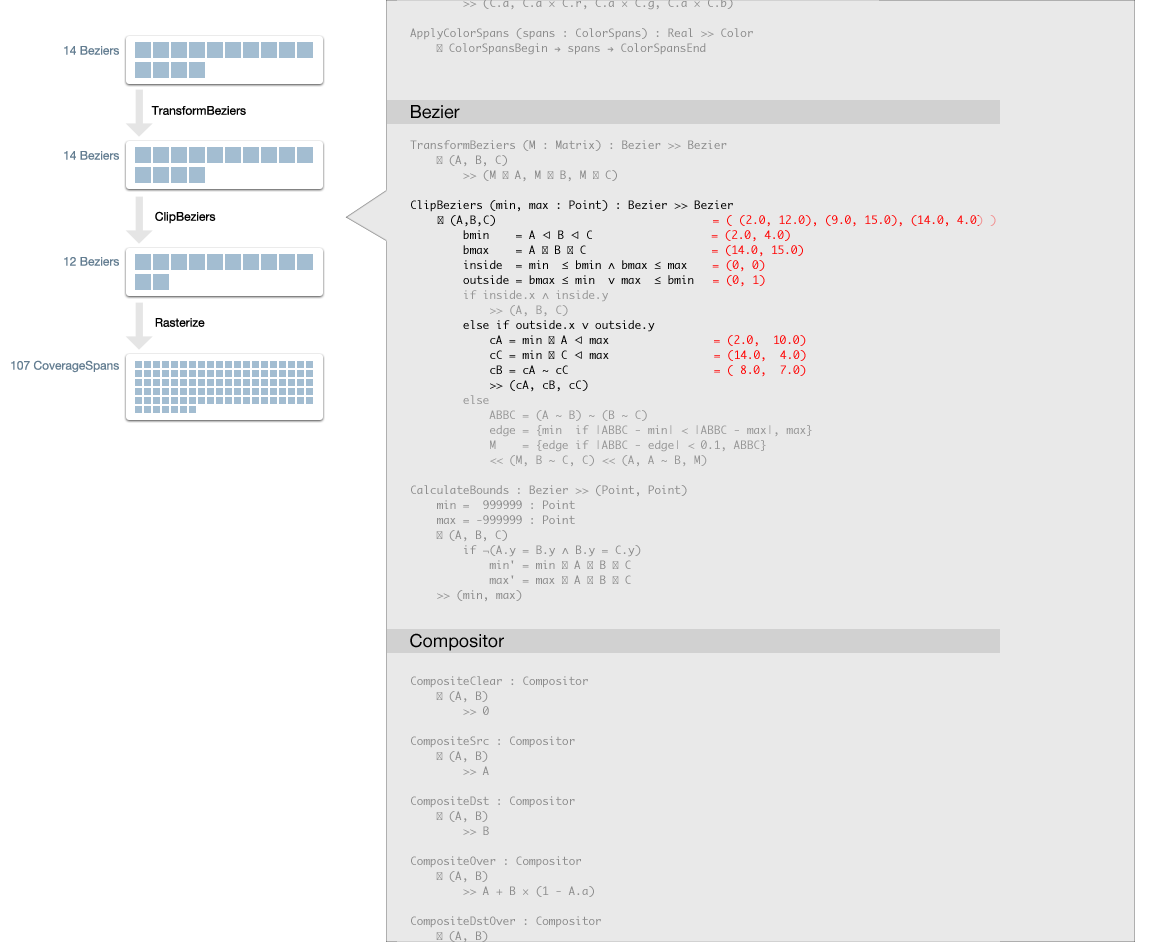 14 Beziers
TransformBeziers
14 Beziers
ClipBeziers
12 Beziers
Rasterize
107 CoverageSpans
>> (C.a, C.a × C.r, C.a × C.g, C.a × C.b)
ApplyColorSpans (spans : ColorSpans) : Real >> Color
ColorSpansBegin → spans → ColorSpansEnd
Bezier
TransformBeziers (M : Matrix) : Bezier >> Bezier
(A, B, C)
>> (M A, M B, M C)
ClipBeziers (min, max : Point) : Bezier >> Bezier
(A,B,C) = ( (2.0, 12.0), (9.0, 15.0), (14.0, 4.0) )
bmin = A ⊲ B ⊲ C = (2.0, 4.0)
bmax = A B C = (14.0, 15.0)
inside = min ≤ bmin ∧ bmax ≤ max = (0, 0)
outside = bmax ≤ min ∨ max ≤ bmin = (0, 1)
if inside.x ∧ inside.y
>> (A, B, C)
else if outside.x ∨ outside.y
cA = min A ⊲ max = (2.0, 10.0)
cC = min C ⊲ max = (14.0, 4.0)
cB = cA ~ cC = ( 8.0, 7.0)
>> (cA, cB, cC)
else
ABBC = (A ~ B) ~ (B ~ C)
edge = {min if |ABBC - min| < |ABBC - max|, max}
M = {edge if |ABBC - edge| < 0.1, ABBC}
<< (M, B ~ C, C) << (A, A ~ B, M)
CalculateBounds : Bezier >> (Point, Point)
min = 999999 : Point
max = -999999 : Point
(A, B, C)
if ¬(A.y = B.y ∧ B.y = C.y)
min' = min A B C
max' = max A B C
>> (min, max)
Compositor
CompositeClear : Compositor
(A, B)
>> 0
CompositeSrc : Compositor
(A, B)
>> A
CompositeDst : Compositor
(A, B)
>> B
CompositeOver : Compositor
(A, B)
>> A + B × (1 - A.a)
CompositeDstOver : Compositor
(A, B)